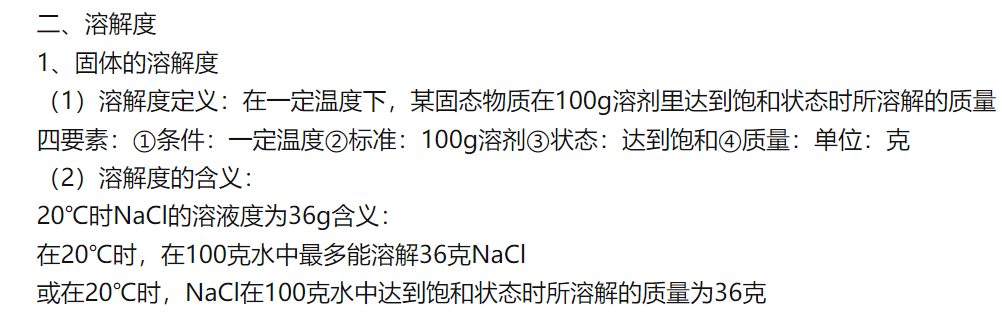 二、溶解度
1、固体的溶解度
（1）溶解度定义：在一定温度下，某固态物质在100g溶剂里达到饱和状态时所溶解的质量
四要素：①条件：一定温度②标准：100g溶剂③状态：达到饱和④质量：单位：克
（2）溶解度的含义：
20℃时NaCl的溶液度为36g含义：
在20℃时，在100克水中最多能溶解36克NaCl
或在20℃时，NaCl在100克水中达到饱和状态时所溶解的质量为36克